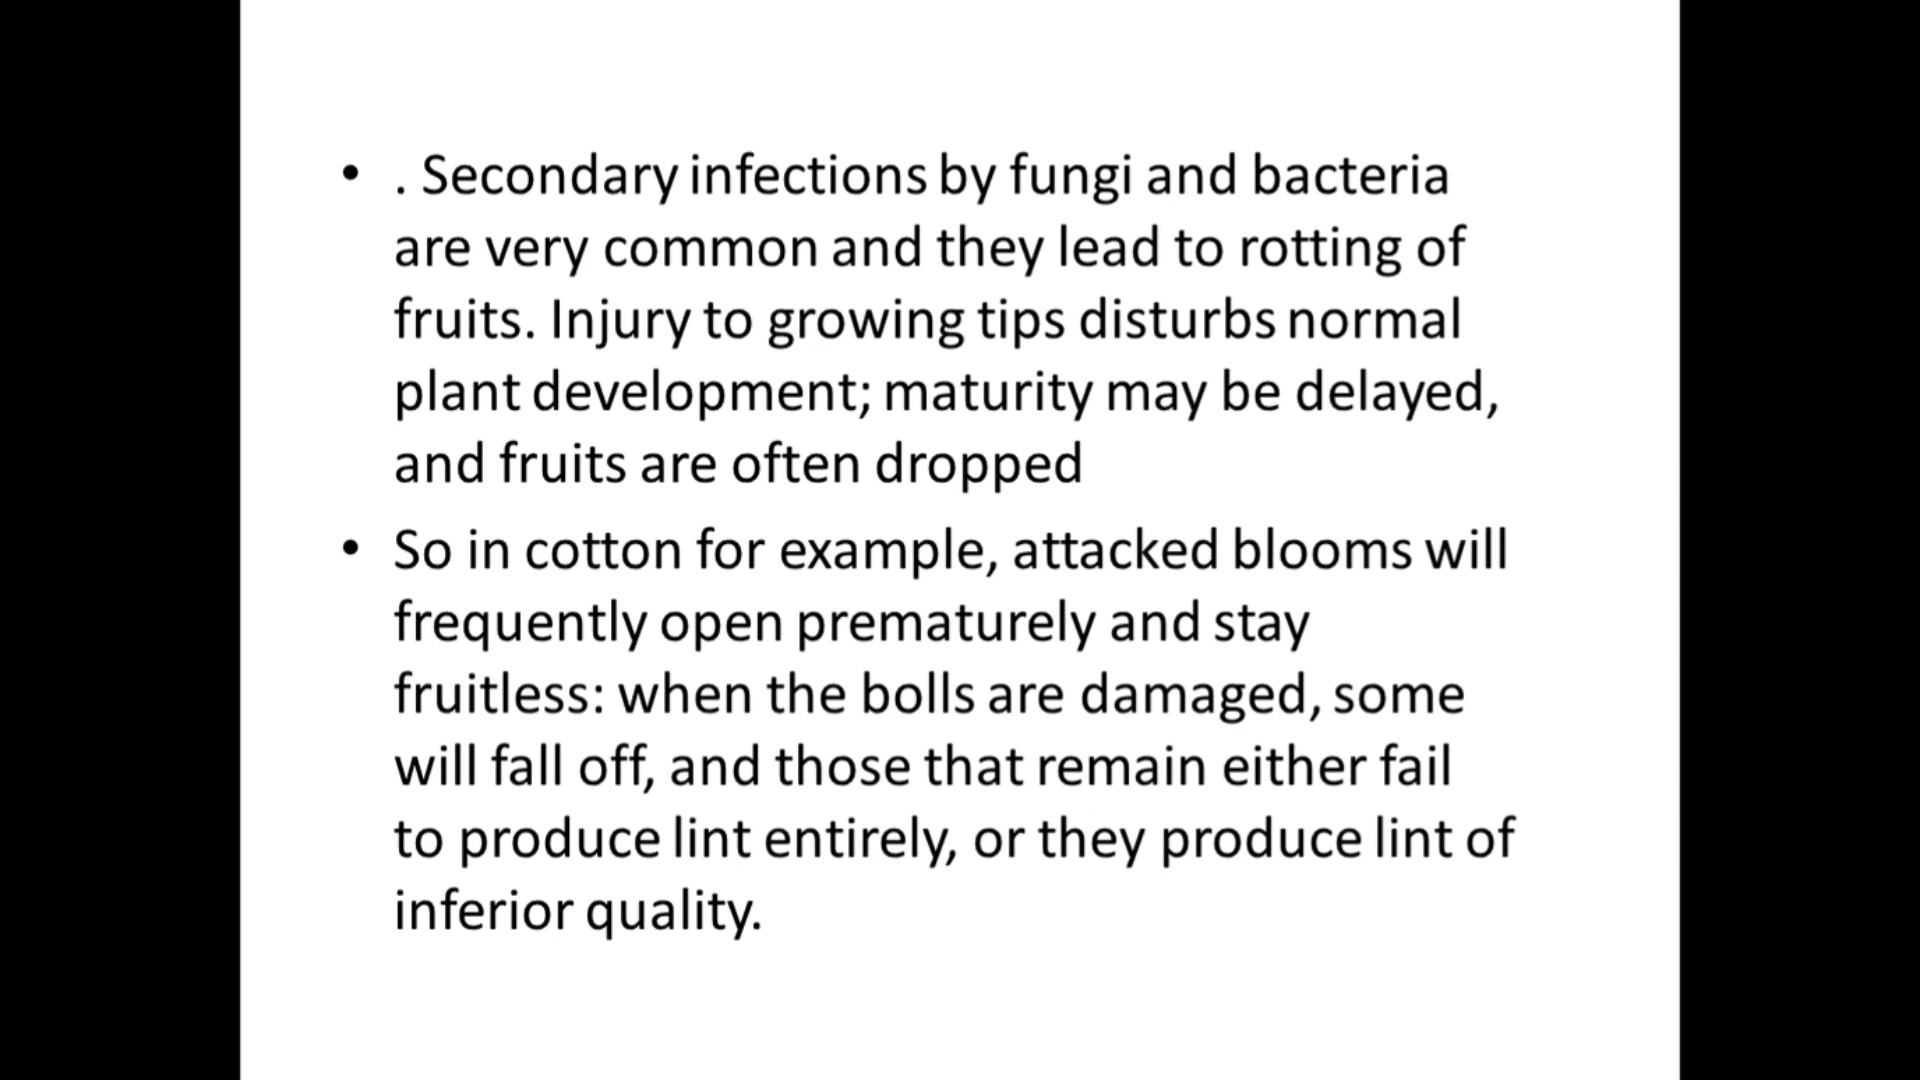 • . Secondary infections by fungi and bacteria
are very common and they lead to rotting of
fruits. Injury to growing tips disturbs normal
plant development; maturity may be delayed,
and fruits are often dropped
• So in cotton for example, attacked blooms will
frequently open prematurely and stay
fruitless: when the bolls are damaged, some
will fall off, and those that remain either fail
to produce lint entirely, or they produce lint of
inferior quality.